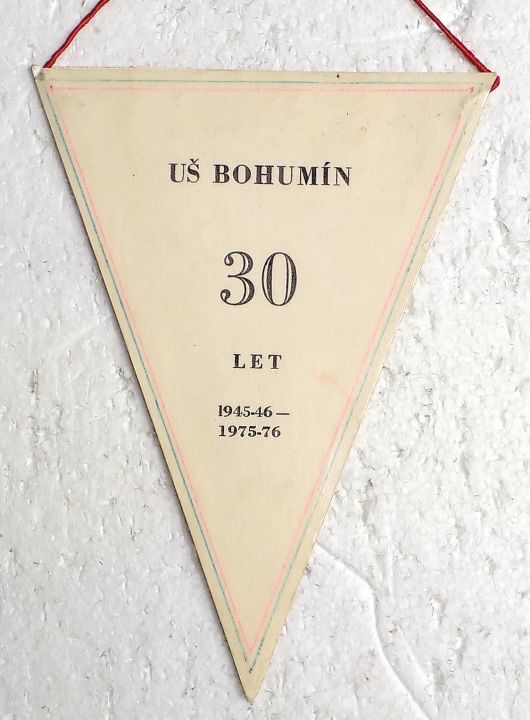 UŠ BOHUMÍN
30
LET
1945-46 —
1975-76